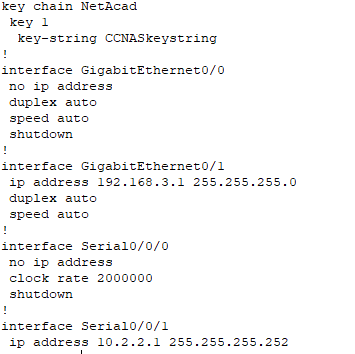 key chain NetAcad
key 1
key-string CCNASkeystring
!
interface GigabitEthernet0/0
no ip address
duplex auto
speed auto
shutdown
!
interface GigabitEthernet0/1
ip address 192.168.3.1 255.255.255.0
duplex auto
speed auto
!
interface Serial0/0/0
no ip address
clock rate 2000000
shutdown
!
interface Serial0/0/1
ip address 10.2.2.1 255.255.255.252